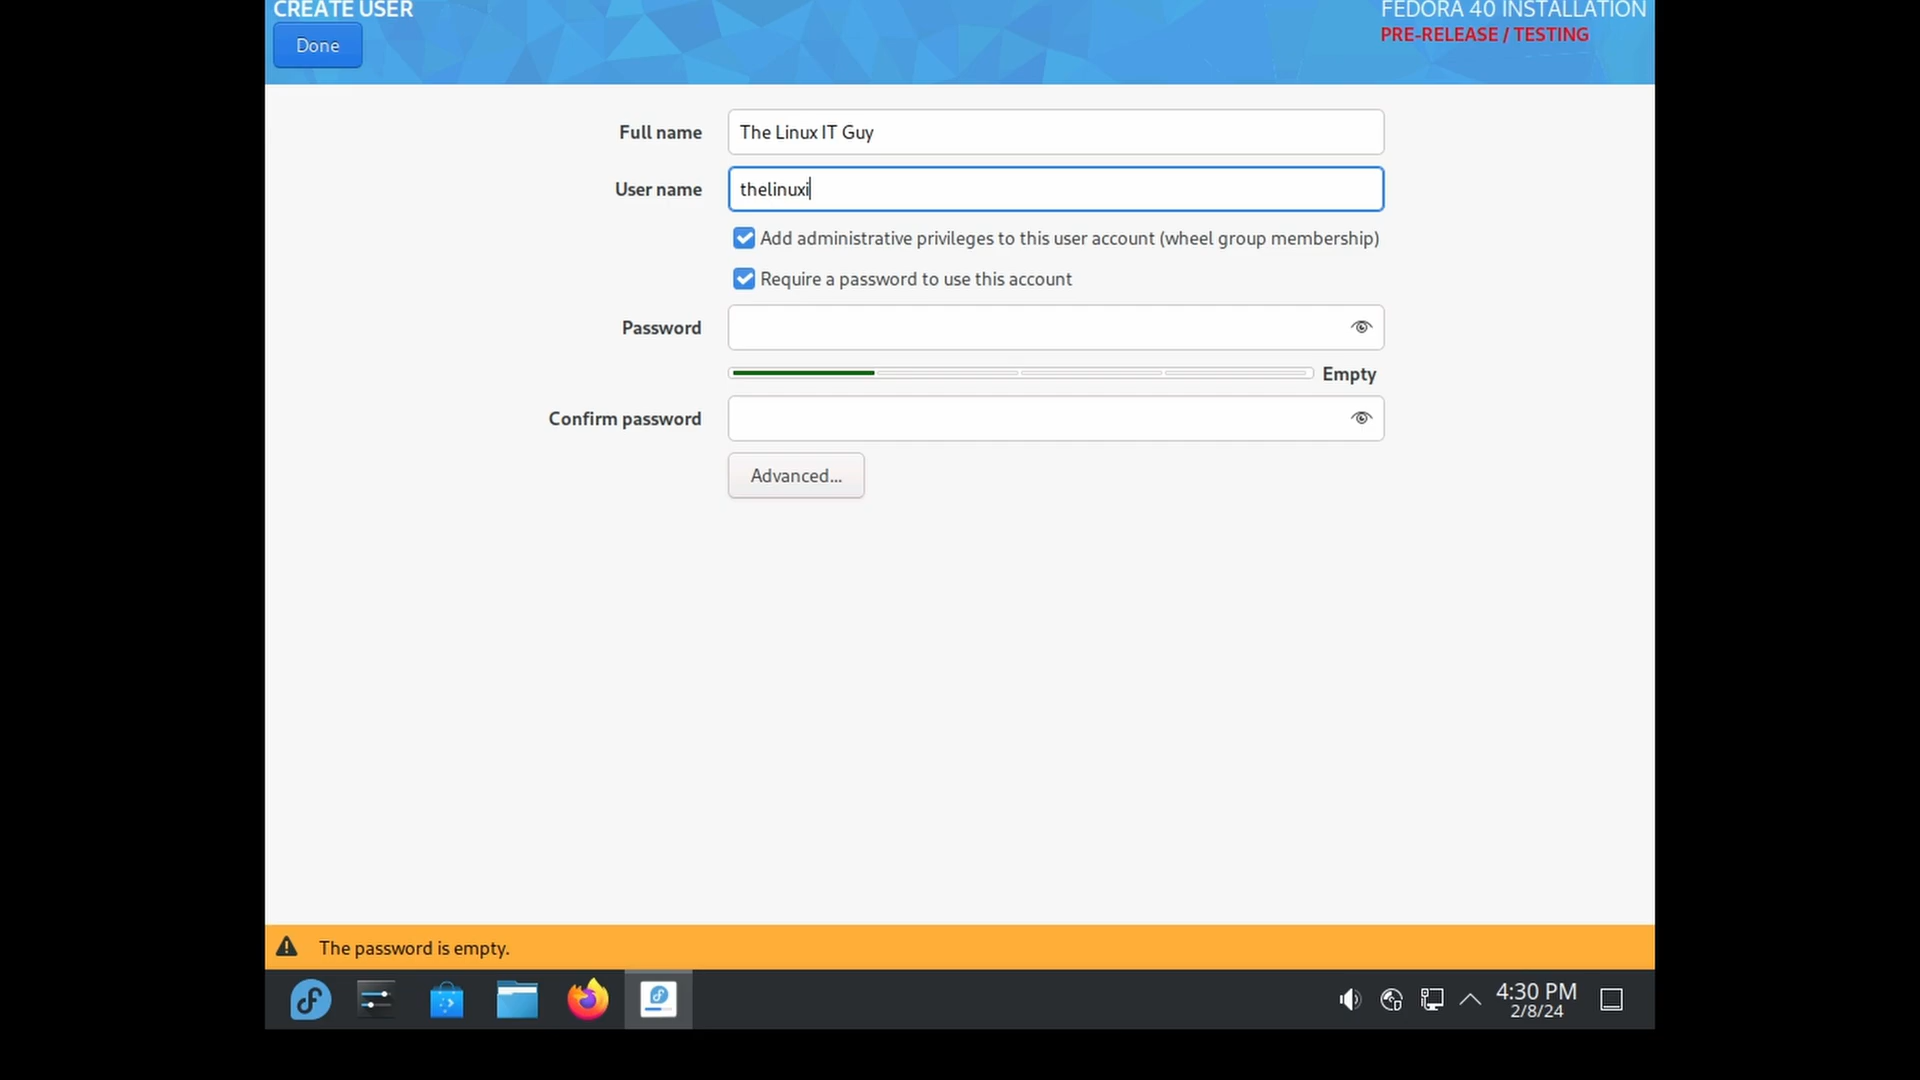 CREATE USER
FEDORA 40 INSTALLATION
Done
PRE-RELEASE / TESTING
Full name
The Linux IT Guy
User name
thelinuxi
Add administrative privileges to this user account (wheel group membership)
Require a password to use this account
Password
Empty
Confirm password
Advanced...
The password is empty.
4:30 PM
2/8/24